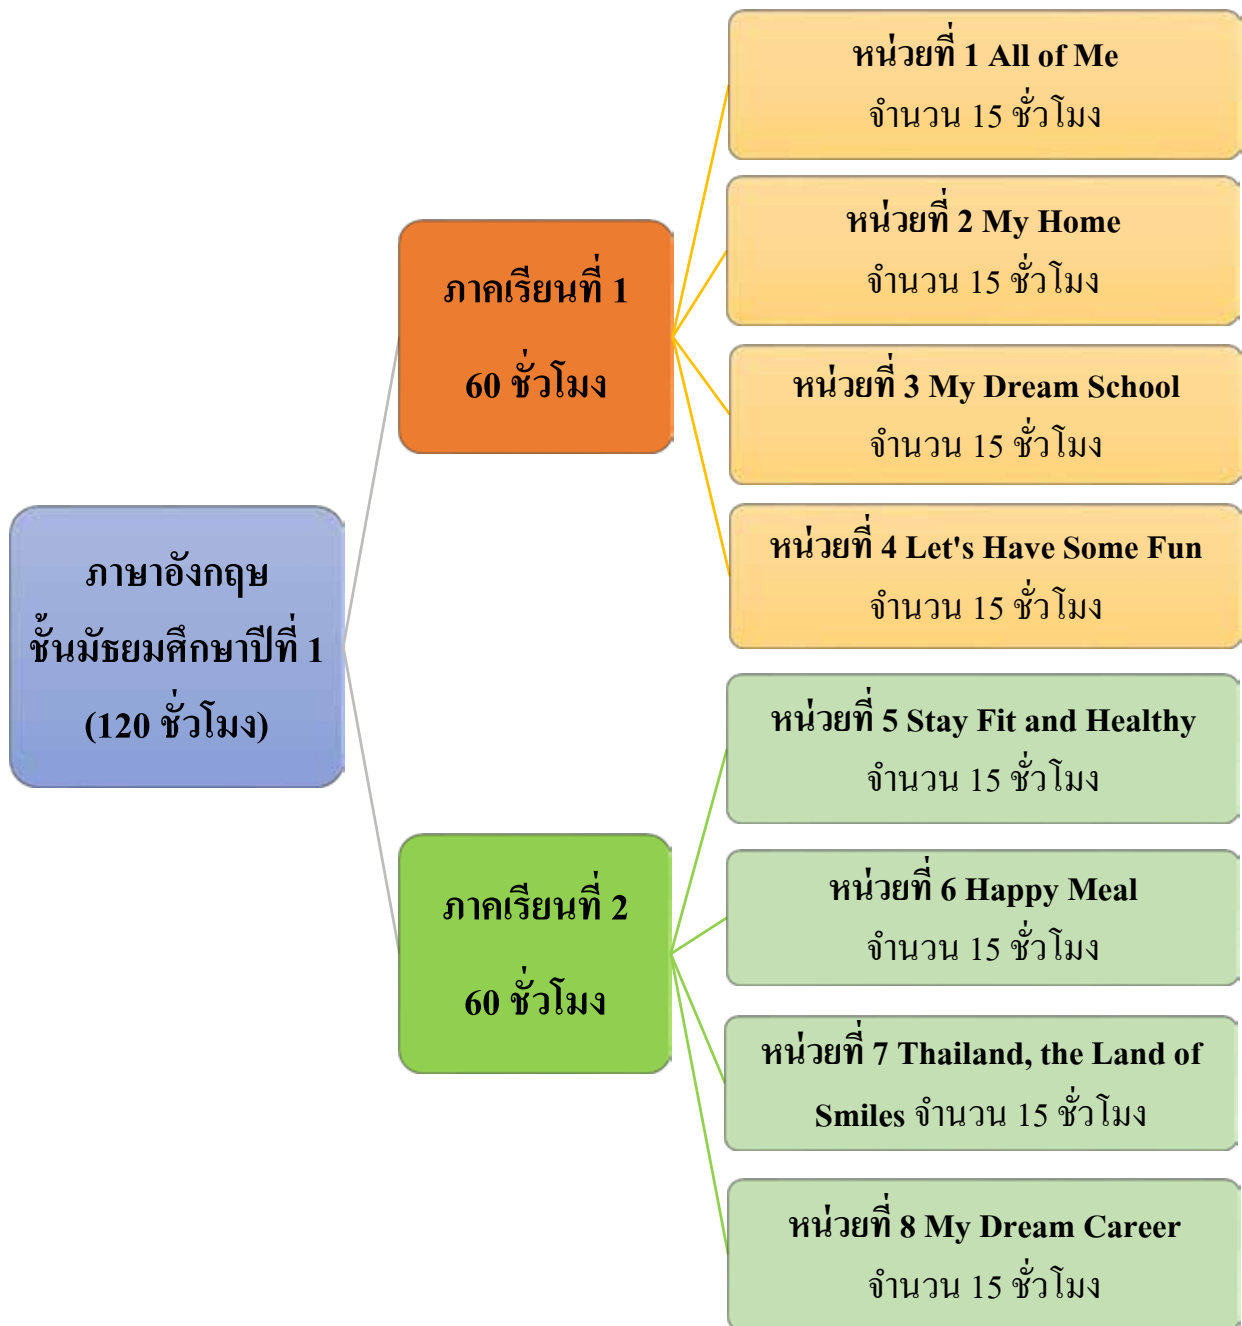 ภาษาอังกฤษ
ชั้นมัธยมศึกษาปีที่ 1
(120 ชั่วโมง)
ภาคเรียนที่ 1
60 ชั่วโมง
หน่วยที่ 1 All of Me
จำนวน 15 ชั่วโมง
หน่วยที่ 2 My Home
จำนวน 15 ชั่วโมง
หน่วยที่ 3 My Dream School
จำนวน 15 ชั่วโมง
หน่วยที่ 4 Let's Have Some Fun
จำนวน 15 ชั่วโมง
ภาคเรียนที่ 2
60 ชั่วโมง
หน่วยที่ 5 Stay Fit and Healthy
จำนวน 15 ชั่วโมง
หน่วยที่ 6 Happy Meal
จำนวน 15 ชั่วโมง
หน่วยที่ 7 Thailand, the Land of
Smiles จำนวน 15 ชั่วโมง
หน่วยที่ 8 My Dream Career
จำนวน 15 ชั่วโมง